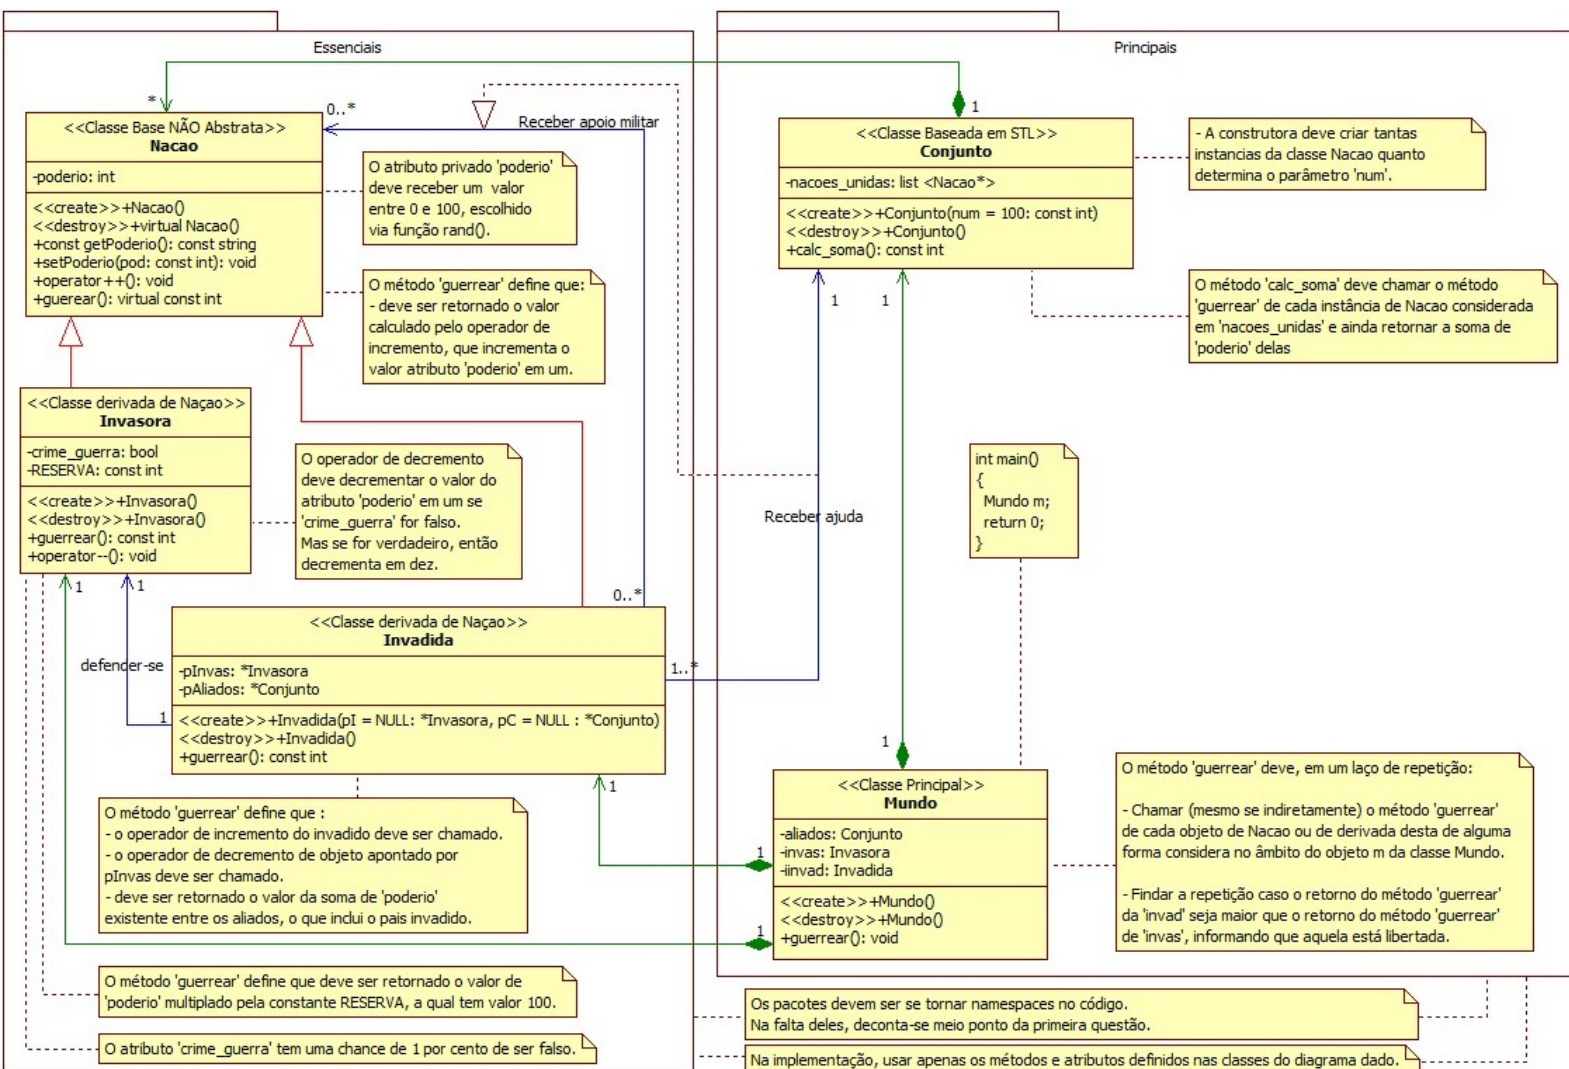 Essenciais
Principais
*
0..*
Receber apoio militar
1
<<Classe Base NÃO Abstrata>>
Nacao
-poderio: int
<<create>>+Nacao()
<<destroy>>+virtual Nacao()
+const getPoderio(): const string
+setPoderio(pod: const int): void
+operator++(): void
+guerear(): virtual const int
O atributo privado 'poderio'
deve receber um valor
entre 0 e 100, escolhido
via função rand().
O método 'guerrear' define que:
- deve ser retornado o valor
calculado pelo operador de
incremento, que incrementa o
valor atributo 'poderio' em um.
<<Classe Baseada em STL>>
Conjunto
-nacoes_unidas: list <Nacao*>
<<create>>+Conjunto(num = 100: const int)
<<destroy>>+Conjunto()
+calc_soma(): const int
- A construtora deve criar tantas
instancias da classe Nacao quanto
determina o parâmetro 'num'.
O método 'calc_soma' deve chamar o método
'guerrear' de cada instância de Nacao considerada
em 'nacoes_unidas' e ainda retornar a soma de
'poderio' delas
1
1
<<Classe derivada de Naçao>>
Invasora
-crime_guerra: bool
-RESERVA: const int
<<create>>+Invasora()
<<destroy>>+Invasora()
+guerrear(): const int
+operator--(): void
O operador de decremento
deve decrementar o valor do
atributo 'poderio' em um se
'crime_guerra' for falso.
Mas se for verdadeiro, então
decrementa em dez.
int main()
{
Mundo m;
return 0;
}
Receber ajuda
1
1
0..*
defender-se
1
<<Classe derivada de Naçao>>
Invadida
-pInvas: *Invasora
-pAliados: *Conjunto
<<create>>+Invadida(pI = NULL: *Invasora, pC = NULL : *Conjunto)
<<destroy>>+Invadida()
+guerrear(): const int
1..*
1
1
O método 'guerrear' define que :
- o operador de incremento do invadido deve ser chamado.
- o operador de decremento de objeto apontado por
pInvas deve ser chamado.
- deve ser retornado o valor da soma de 'poderio'
existente entre os aliados, o que inclui o pais invadido.
<<Classe Principal>>
Mundo
-aliados: Conjunto
-invas: Invasora
-iinvad: Invadida
<<create>>+Mundo()
<<destroy>>+Mundo()
+guerrear(): void
1
1
O método 'guerrear' deve, em um laço de repetição:
- Chamar (mesmo se indiretamente) o método 'guerrear'
de cada objeto de Nacao ou de derivada desta de alguma
forma considera no âmbito do objeto m da classe Mundo.
- Findar a repetição caso o retorno do método 'guerrear'
da 'invad' seja maior que o retorno do método 'guerrear'
de 'invas', informando que aquela está libertada.
O método 'guerrear' define que deve ser retornado o valor de
'poderio' multiplado pela constante RESERVA, a qual tem valor 100.
O atributo 'crime_guerra' tem uma chance de 1 por cento de ser falso.
Os pacotes devem ser se tornar namespaces no código.
Na falta deles, deconta-se meio ponto da primeira questão.
Na implementação, usar apenas os métodos e atributos definidos nas classes do diagrama dado.